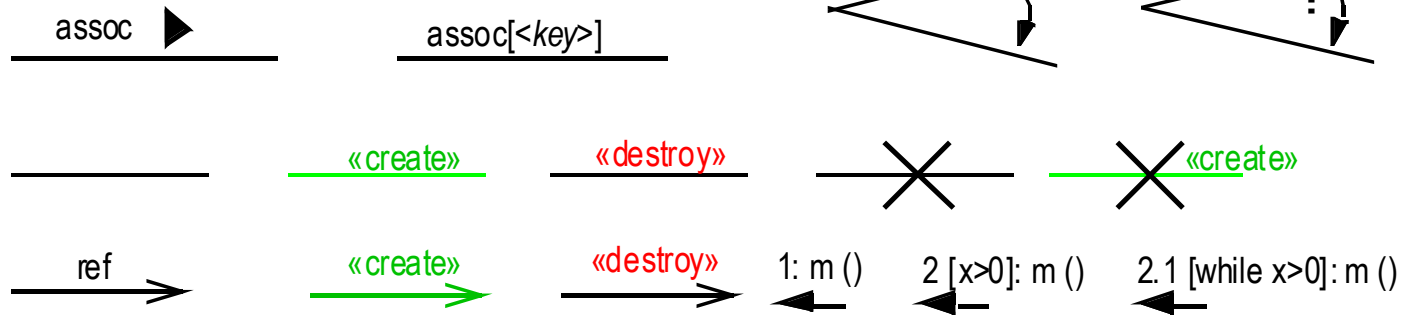 assoc assoc[<key>]
«create» «destroy» «create»
ref «create» «destroy» 1: m () 2 [x>0]: m () 2.1 [while x>0]: m ()